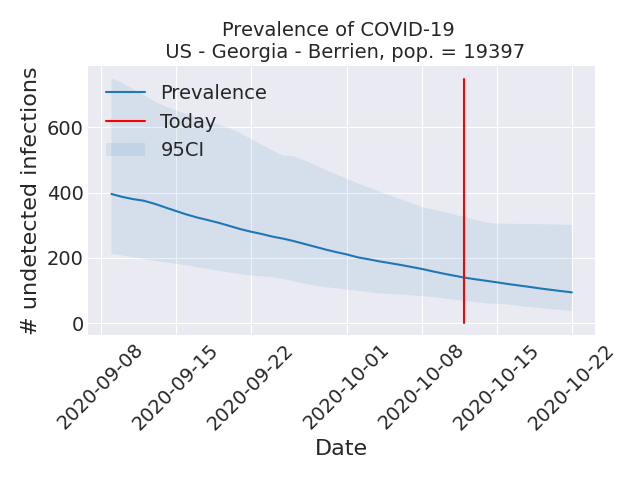 Prevalence of COVID-19
US - Georgia - Berrien, pop. = 19397
# undetected infections
600
400
200
0
Prevalence
Today
95CI
2020-09-08
2020-09-15
2020-09-22
2020-10-01
2020-10-08
2020-10-15
2020-10-22
Date